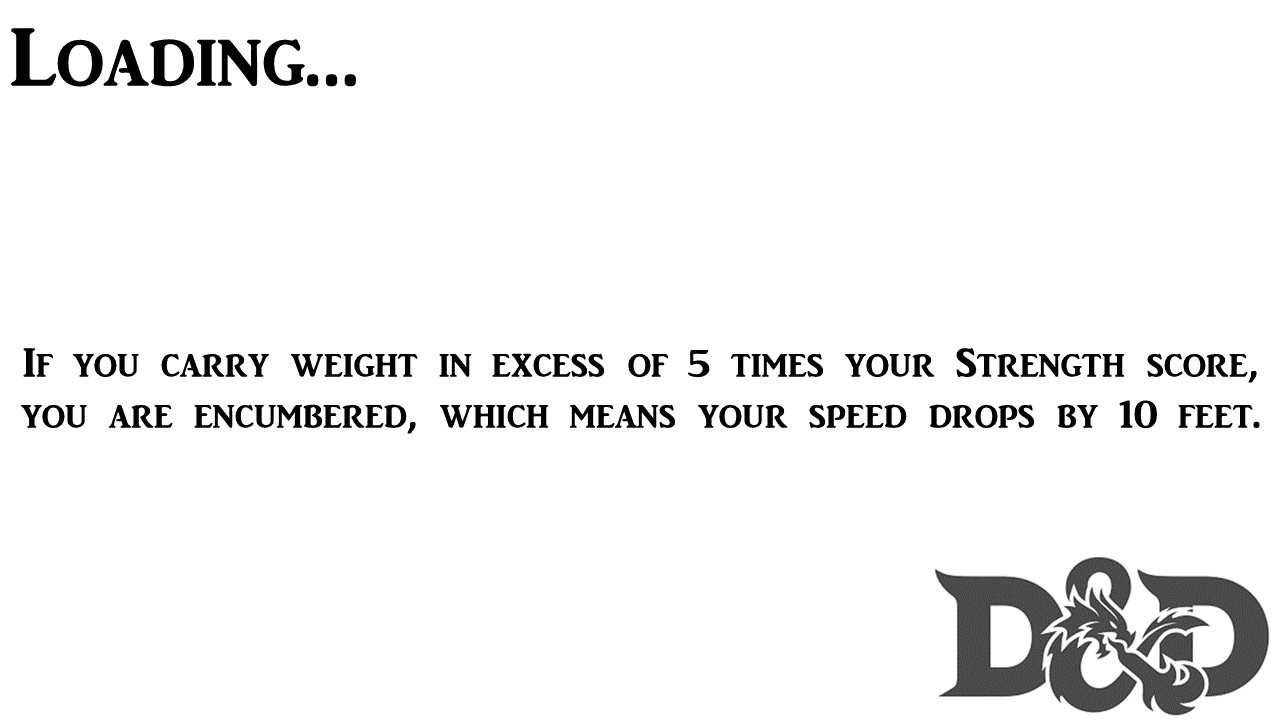 Loading...
If you carry weight in excess of 5 times your Strength score,
you are encumbered, which means your speed drops by 10 feet.
D&D